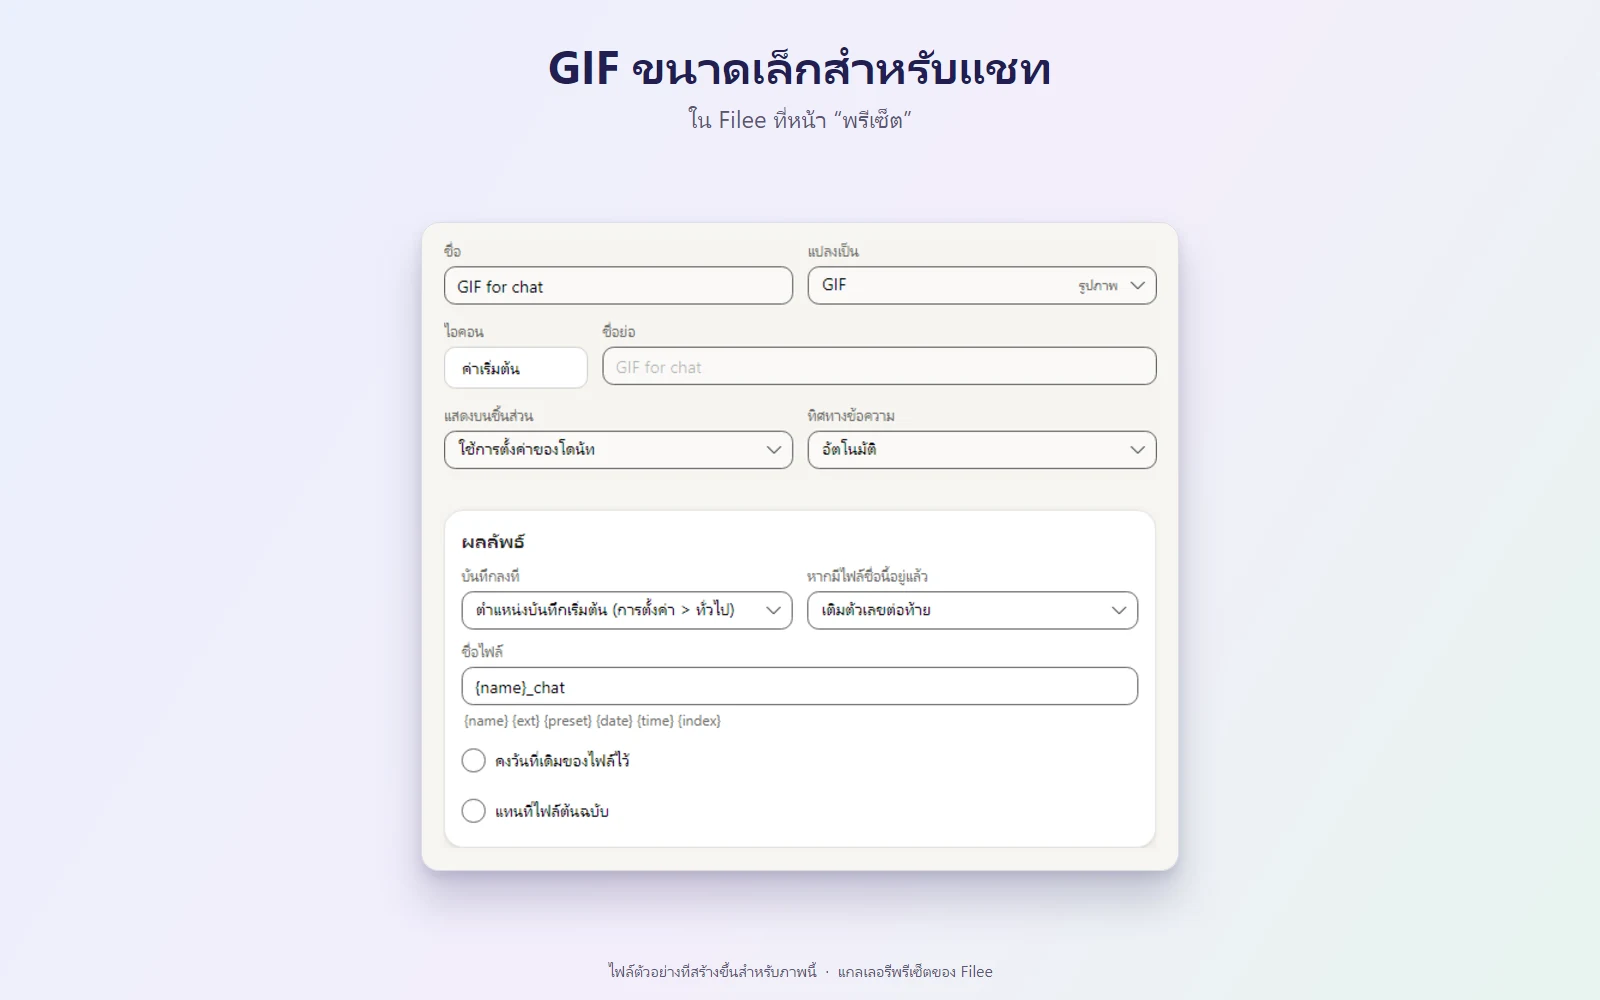 GIF ขนาดเล็กสำหรับแชท
ใน Filee ที่หน้า “พรีเซ็ต”
ชื่อ
แปลงเป็น
GIF for chat
GIF
รูปภาพ
ไอคอน
ชื่อย่อ
ค่าเริ่มต้น
GIF for chat
แสดงบนชิ้นส่วน
ทิศทางข้อความ
ใช้การตั้งค่าของโดนัท
อัตโนมัติ
ผลลัพธ์
บันทึกลงที่
หากมีไฟล์ชื่อนี้อยู่แล้ว
ตำแหน่งบันทึกเริ่มต้น (การตั้งค่า > ทั่วไป)
เติมตัวเลขต่อท้าย
ชื่อไฟล์
{name}_chat
{name} {ext} {preset} {date} {time} {index}
คงวันที่เดิมของไฟล์ไว้
แทนที่ไฟล์ต้นฉบับ
ไฟล์ตัวอย่างที่สร้างขึ้นสำหรับภาพนี้ · แกลเลอรีพรีเซ็ตของ Filee